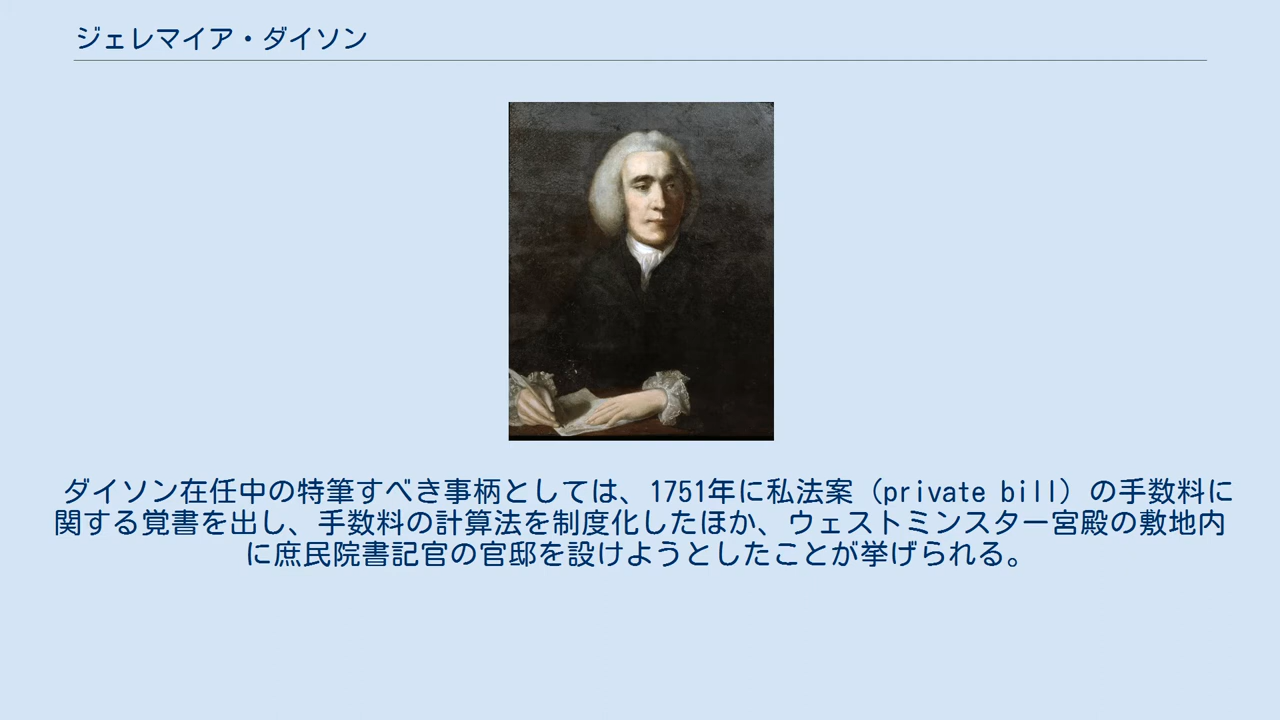 ジェレマイア・ダイソン
ダイソン在任中の特筆すべき事柄としては、1751年に私法案（private bill）の手数料に
関する覚書を出し、手数料の計算法を制度化したほか、ウェストミンスター宮殿の敷地内
に庶民院書記官の官邸を設けようとしたことが挙げられる。